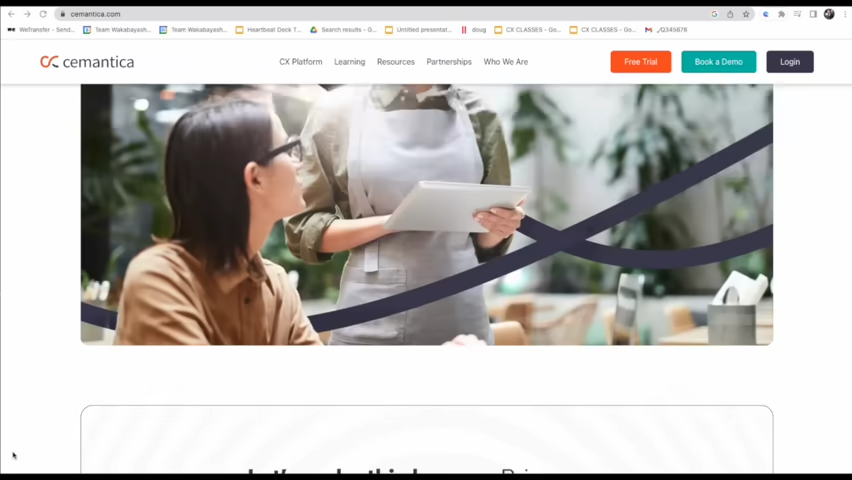 cemantica.com
WeTransfer - Send... Team Wakabayash... Team Wakabayash... Heartbeat Deck T... Search results - G... Untitled presentat... doug CX CLASSES - Go... CX CLASSES - Go...
cemantica CX Platform Learning Resources Partnerships Who We Are Free Trial Book a Demo Login